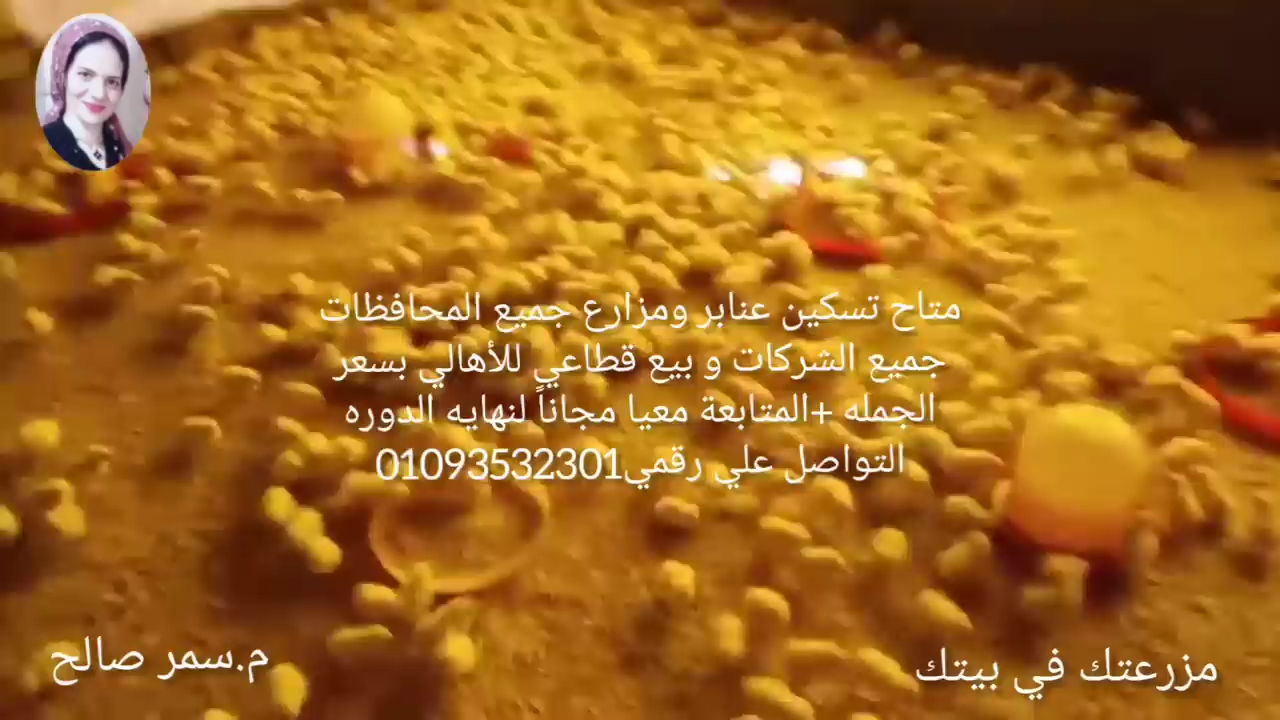 متاح تسكين عنابر ومزارع جميع المحافظات
جميع الشركات و بيع قطاعي للأهالي بسعر
الجمله +المتابعة معيا مجاناً لنهايه الدوره
التواصل علي رقمي01093532301
مزرعتك في بيتك
م.سمر صالح